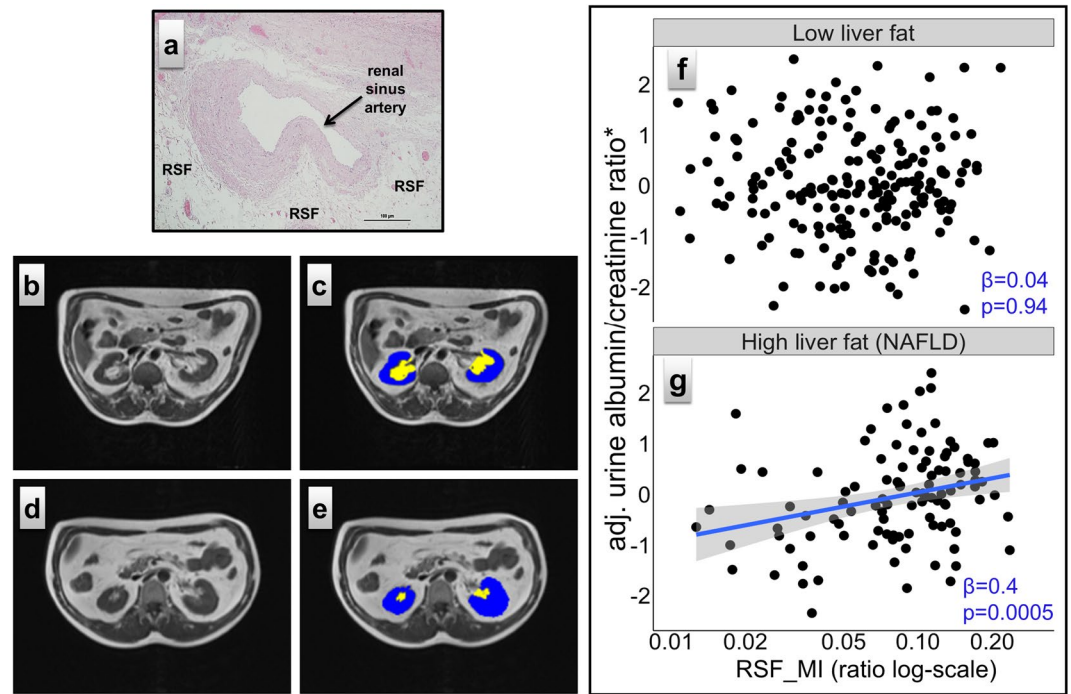 a
renal
sinus
artery
RSF
RSF
RSF
100 µm
b
c
d
e
Low liver fat
f
2
1
0
-1
-2
β=0.04
p=0.94
High liver fat (NAFLD)
g
2
1
0
-1
-2
β=0.4
p=0.0005
adj. urine albumin/creatinine ratio*
0.01 0.02 0.05 0.10 0.20
RSF_MI (ratio log-scale)